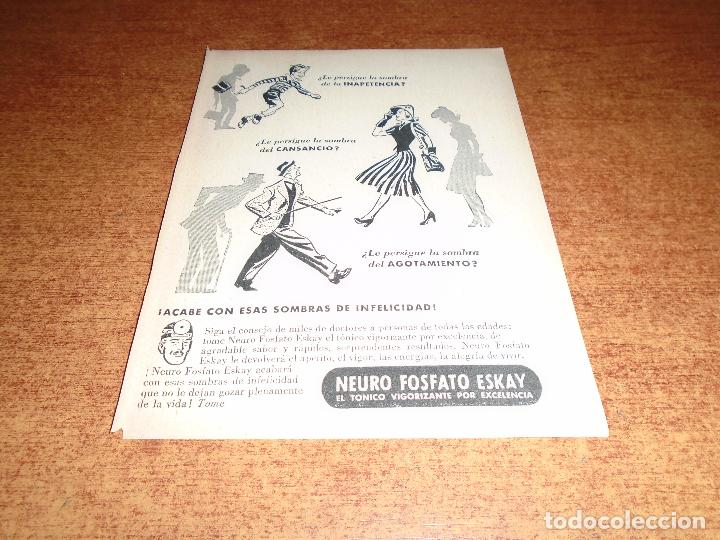 ¿Le persigue la sombra
de la INAPETENCIA?
¿Le persigue la sombra
del CANSANCIO?
¿Le persigue la sombra
del AGOTAMIENTO?
¡ACABE CON ESAS SOMBRAS DE INFELICIDAD!
Siga el consejo de miles de doctores a personas de todas las edades:
tome Neuro Fosfato Eskay el tónico vigorizante por excelencia, de
agradable sabor y rápidos, sorprendentes resultados. Neuro Fosfato
Eskay le devolverá el apetito, el vigor, las energías, la alegría de vivir.
¡Neuro Fosfato Eskay acabará
con esas sombras de infelicidad
que no le dejan gozar plenamente
de la vida! Tome
NEURO FOSFATO ESKAY
EL TONICO VIGORIZANTE POR EXCELENCIA
todocoleccion.net